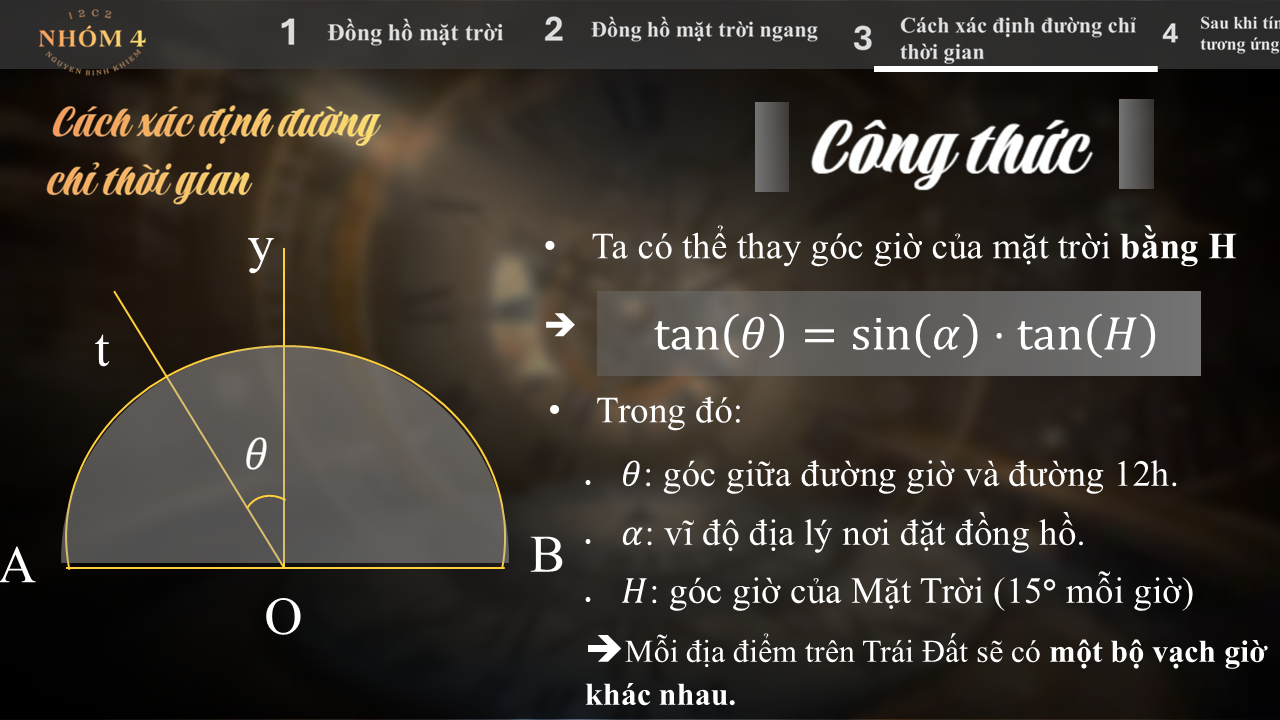 12C2
NHÓM 4
NGUYEN BINH KHIEM
1 Đồng hồ mặt trời
2 Đồng hồ mặt trời ngang
3 Cách xác định đường chỉ
thời gian
4 Sau khi tín
tương ứng
Cách xác định đường
chỉ thời gian
Công thức
y
t
θ
A
B
O
• Ta có thể thay góc giờ của mặt trời bằng H
➔ tan(θ) = sin(α) · tan(H)
• Trong đó:
. θ: góc giữa đường giờ và đường 12h.
. α: vĩ độ địa lý nơi đặt đồng hồ.
. H: góc giờ của Mặt Trời (15° mỗi giờ)
➔Mỗi địa điểm trên Trái Đất sẽ có một bộ vạch giờ
khác nhau.